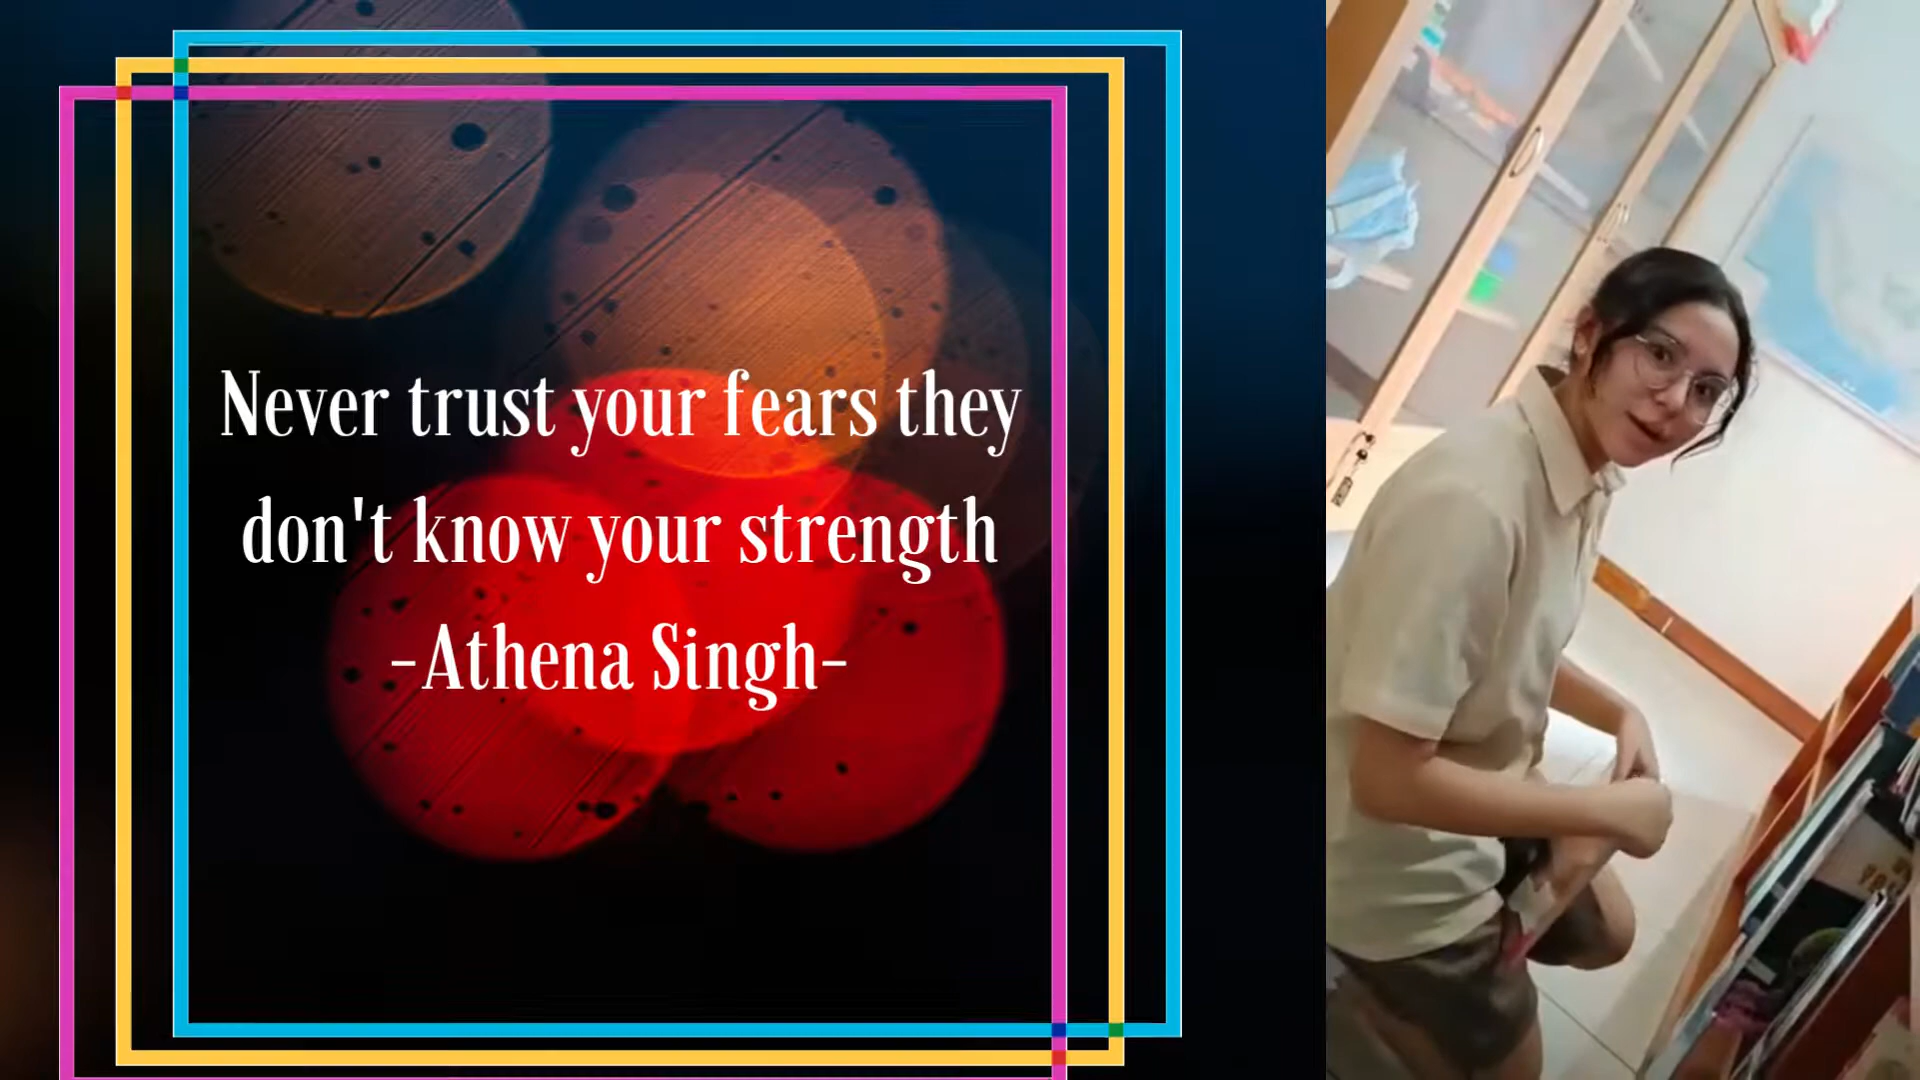 Never trust your fears they
don't know your strength
-Athena Singh-